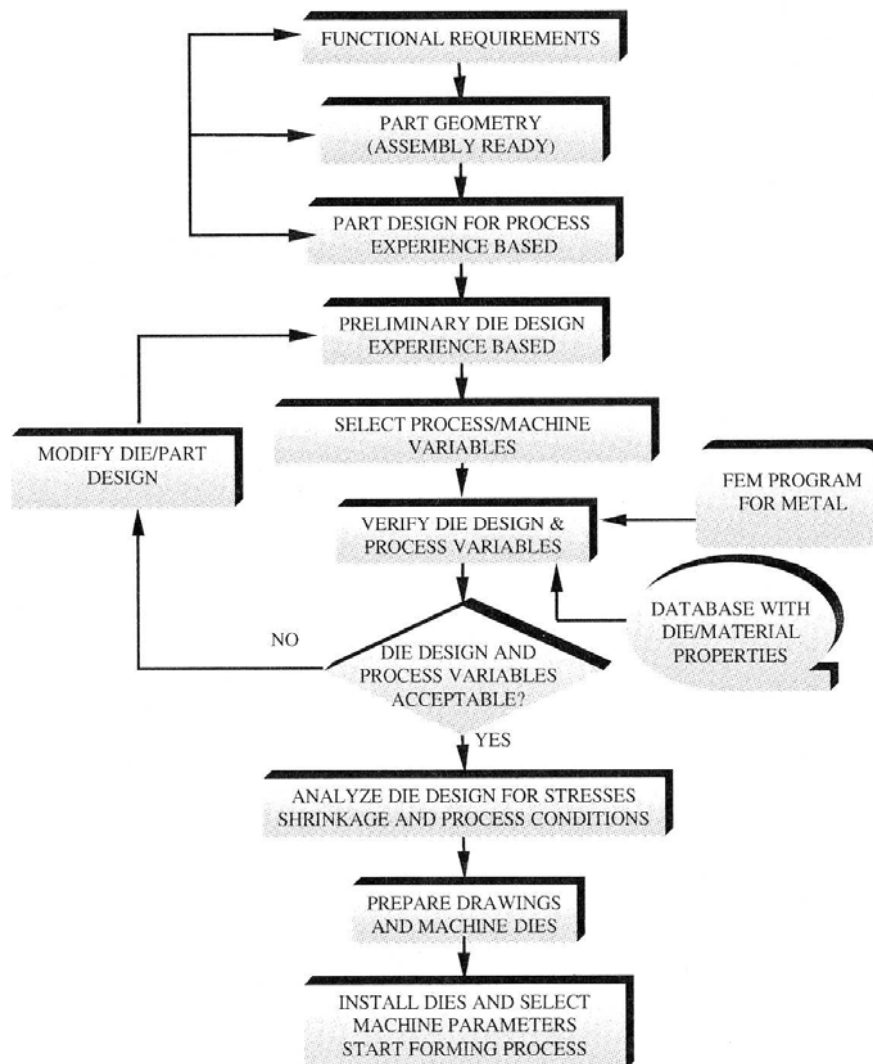 FUNCTIONAL REQUIREMENTS
PART GEOMETRY
(ASSEMBLY READY)
PART DESIGN FOR PROCESS
EXPERIENCE BASED
PRELIMINARY DIE DESIGN
EXPERIENCE BASED
SELECT PROCESS/MACHINE
VARIABLES
MODIFY DIE/PART
DESIGN
FEM PROGRAM
FOR METAL
VERIFY DIE DESIGN &
PROCESS VARIABLES
DATABASE WITH
DIE/MATERIAL
PROPERTIES
NO
DIE DESIGN AND
PROCESS VARIABLES
ACCEPTABLE?
YES
ANALYZE DIE DESIGN FOR STRESSES
SHRINKAGE AND PROCESS CONDITIONS
PREPARE DRAWINGS
AND MACHINE DIES
INSTALL DIES AND SELECT
MACHINE PARAMETERS
START FORMING PROCESS